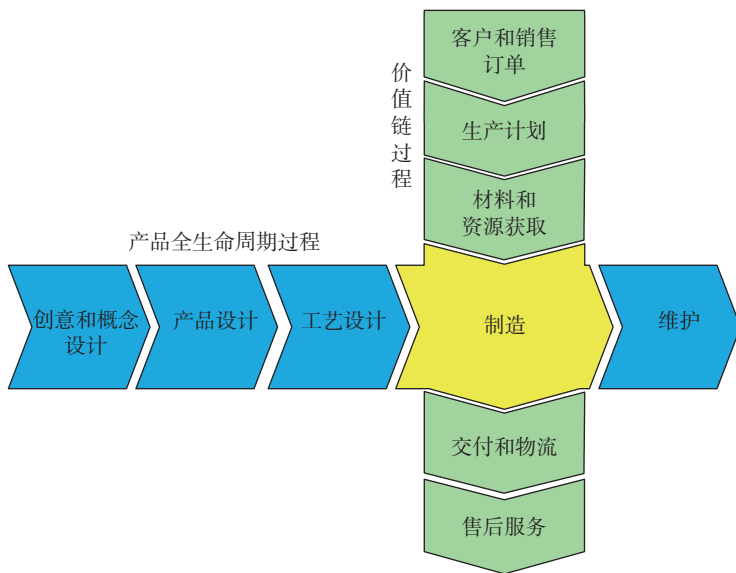 客户和销售
订单
价值链过程
生产计划
材料和
资源获取
产品全生命周期过程
创意和概念
设计
产品设计
工艺设计
制造
维护
交付和物流
售后服务